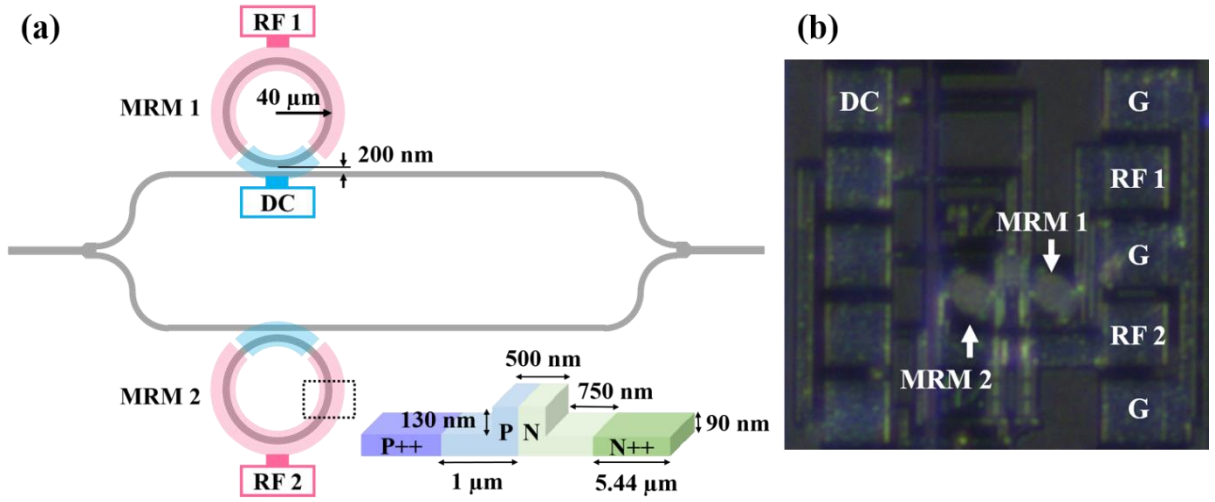 (a)
RF 1
MRM 1
40 μm
200 nm
DC
MRM 2
RF 2
500 nm
750 nm
130 nm
90 nm
P++
P
N
N++
1 μm
5.44 μm
(b)
DC
G
RF 1
MRM 1
G
RF 2
MRM 2
G